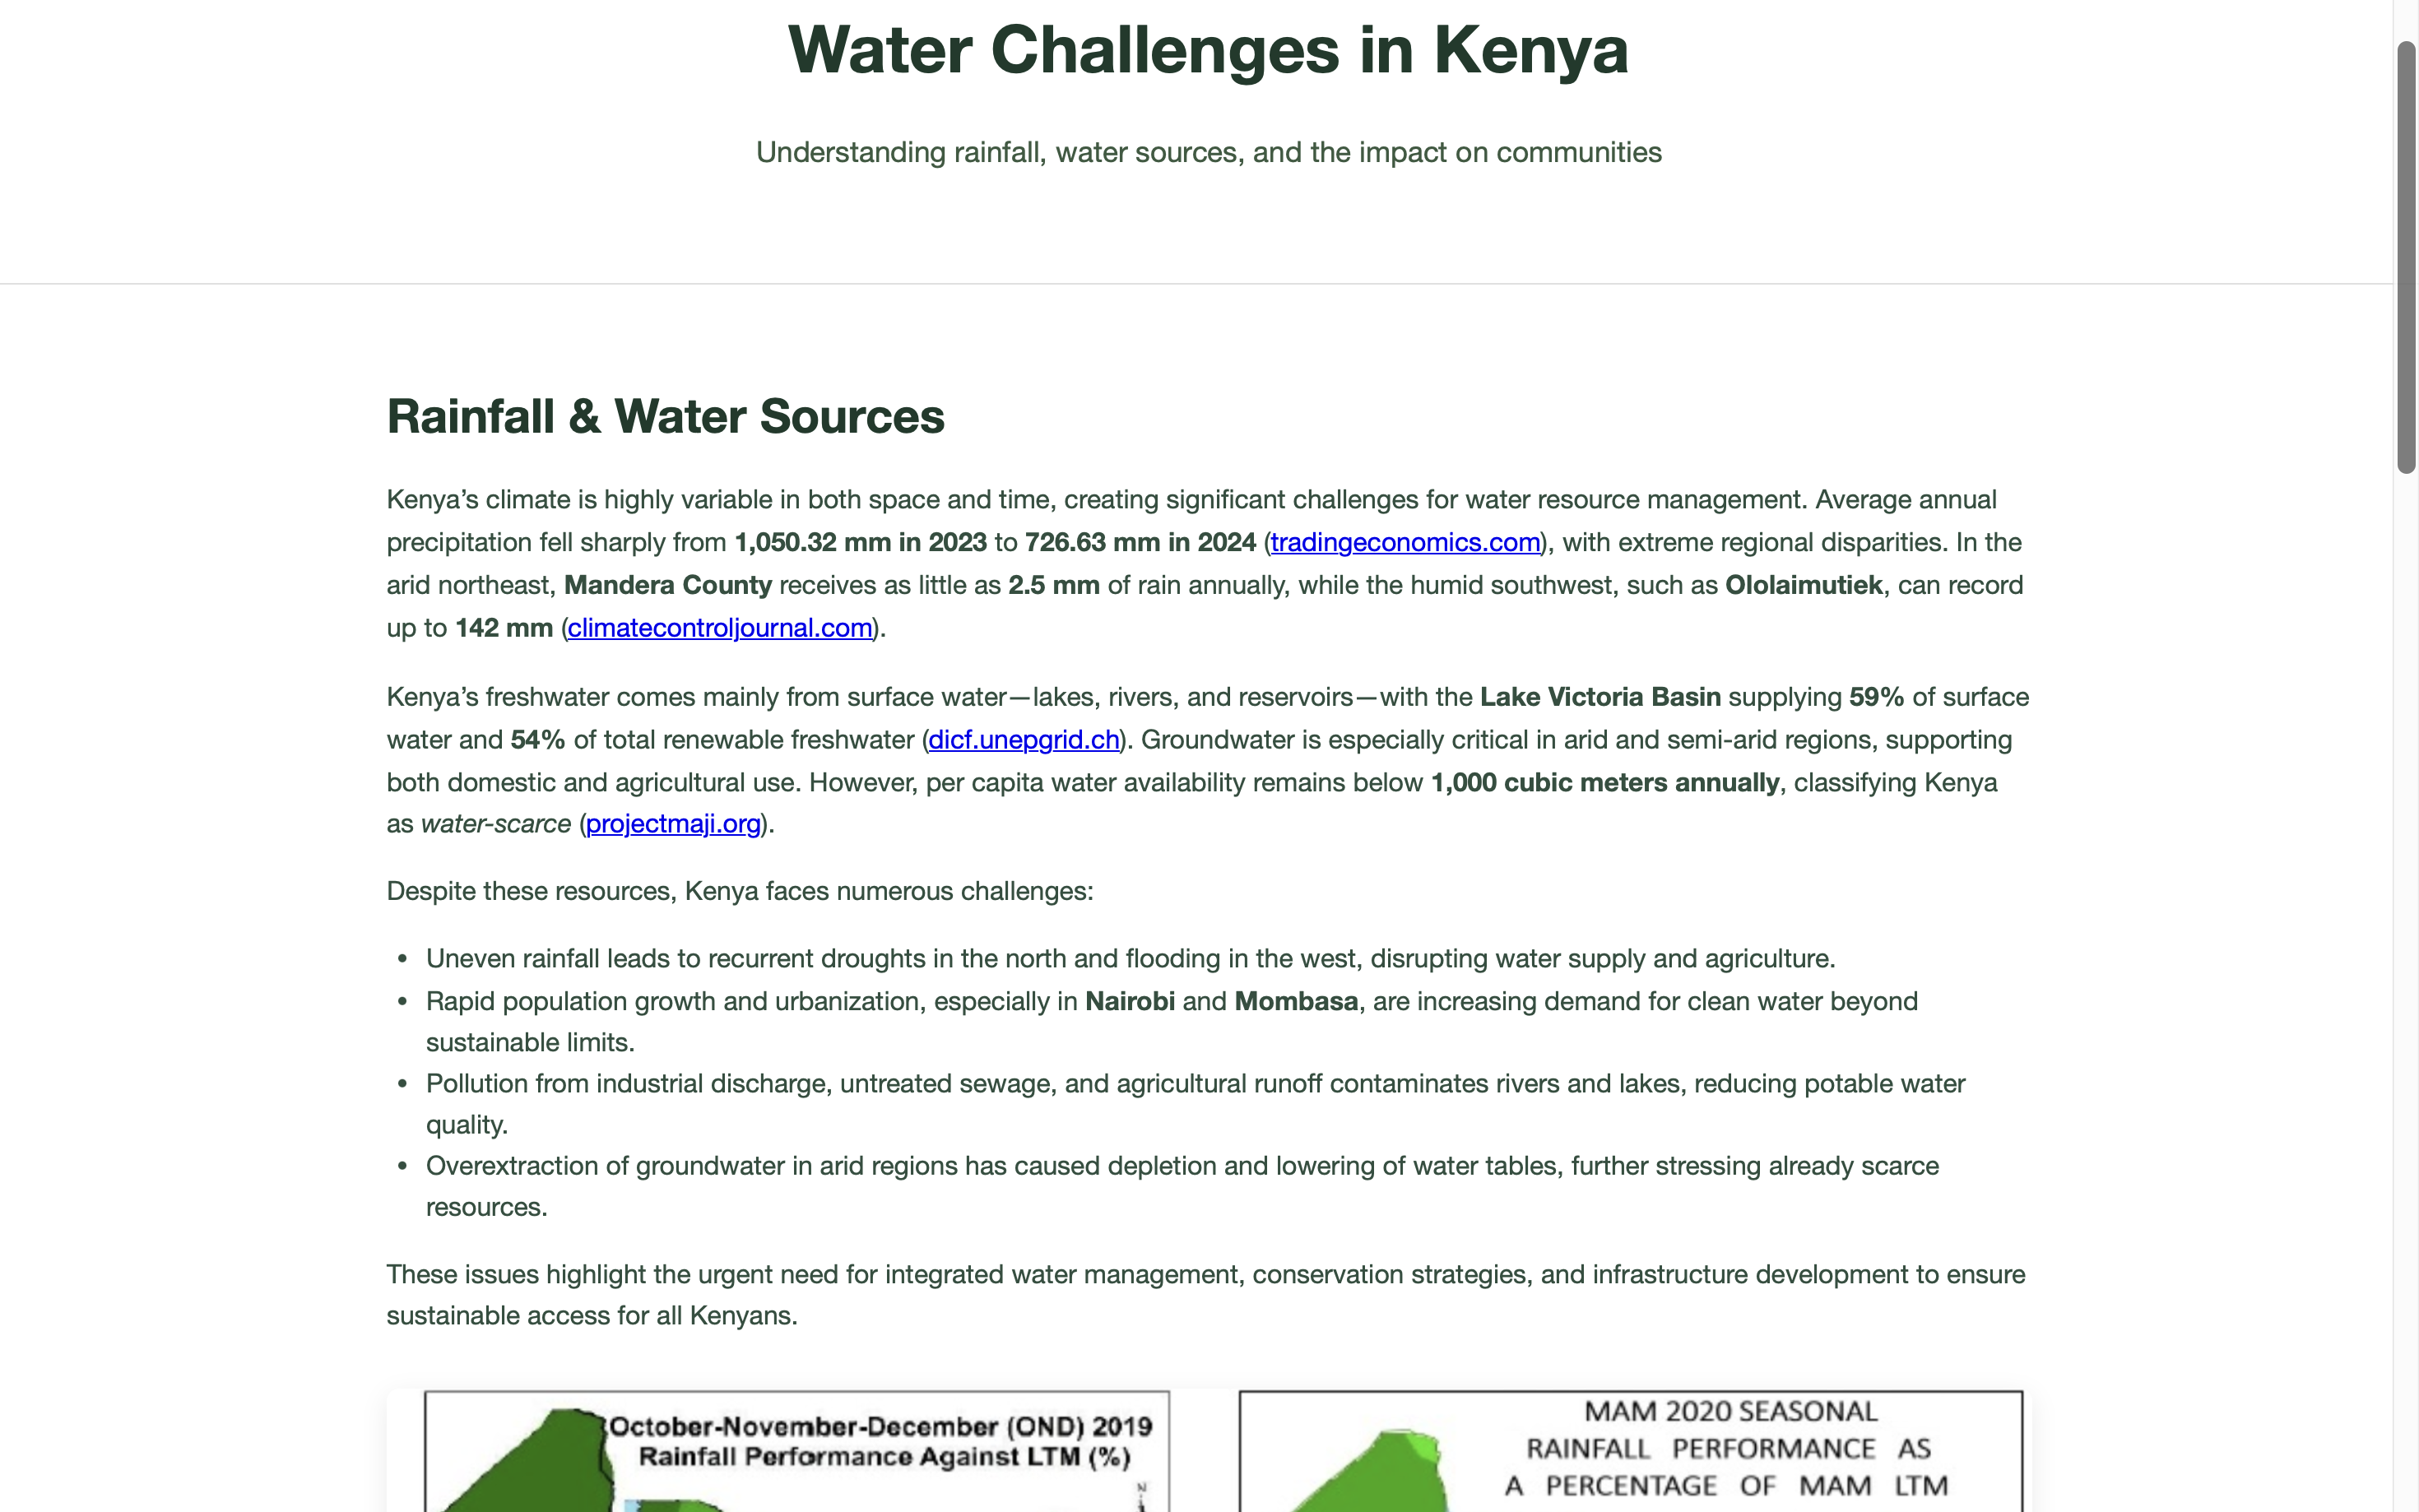 Water Challenges in Kenya
Understanding rainfall, water sources, and the impact on communities
Rainfall & Water Sources
Kenya’s climate is highly variable in both space and time, creating significant challenges for water resource management. Average annual
precipitation fell sharply from 1,050.32 mm in 2023 to 726.63 mm in 2024 (tradingeconomics.com), with extreme regional disparities. In the
arid northeast, Mandera County receives as little as 2.5 mm of rain annually, while the humid southwest, such as Ololaimutiek, can record
up to 142 mm (climatecontroljournal.com).
Kenya’s freshwater comes mainly from surface water—lakes, rivers, and reservoirs—with the Lake Victoria Basin supplying 59% of surface
water and 54% of total renewable freshwater (dicf.unepgrid.ch). Groundwater is especially critical in arid and semi-arid regions, supporting
both domestic and agricultural use. However, per capita water availability remains below 1,000 cubic meters annually, classifying Kenya
as water-scarce (projectmaji.org).
Despite these resources, Kenya faces numerous challenges:
• Uneven rainfall leads to recurrent droughts in the north and flooding in the west, disrupting water supply and agriculture.
• Rapid population growth and urbanization, especially in Nairobi and Mombasa, are increasing demand for clean water beyond
sustainable limits.
• Pollution from industrial discharge, untreated sewage, and agricultural runoff contaminates rivers and lakes, reducing potable water
quality.
• Overextraction of groundwater in arid regions has caused depletion and lowering of water tables, further stressing already scarce
resources.
These issues highlight the urgent need for integrated water management, conservation strategies, and infrastructure development to ensure
sustainable access for all Kenyans.
October-November-December (OND) 2019
Rainfall Performance Against LTM (%)
N
MAM 2020 SEASONAL
RAINFALL PERFORMANCE AS
A PERCENTAGE OF MAM LTM